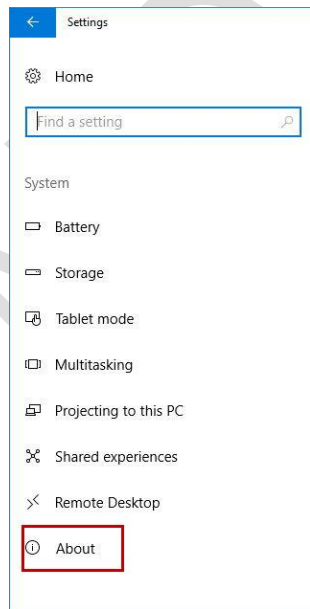 Settings
Home
Find a setting
System
Battery
Storage
Tablet mode
Multitasking
Projecting to this PC
Shared experiences
Remote Desktop
About